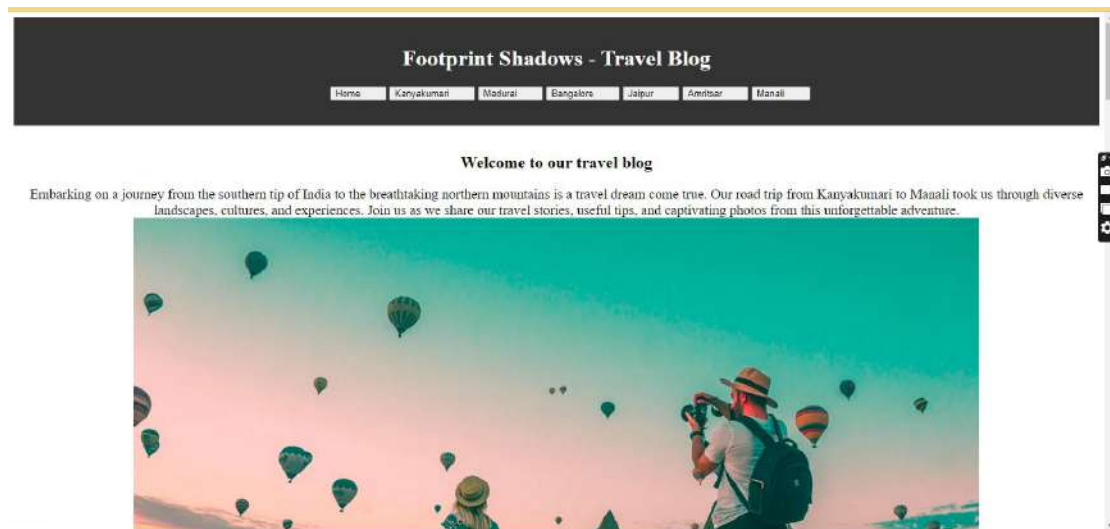 Footprint Shadows - Travel Blog
Home Kanyakumari Madurai Bangalore Jaipur Amritsar Manali
Welcome to our travel blog
Embarking on a journey from the southern tip of India to the breathtaking northern mountains is a travel dream come true. Our road trip from Kanyakumari to Manali took us through diverse
landscapes, cultures, and experiences. Join us as we share our travel stories, useful tips, and captivating photos from this unforgettable adventure.